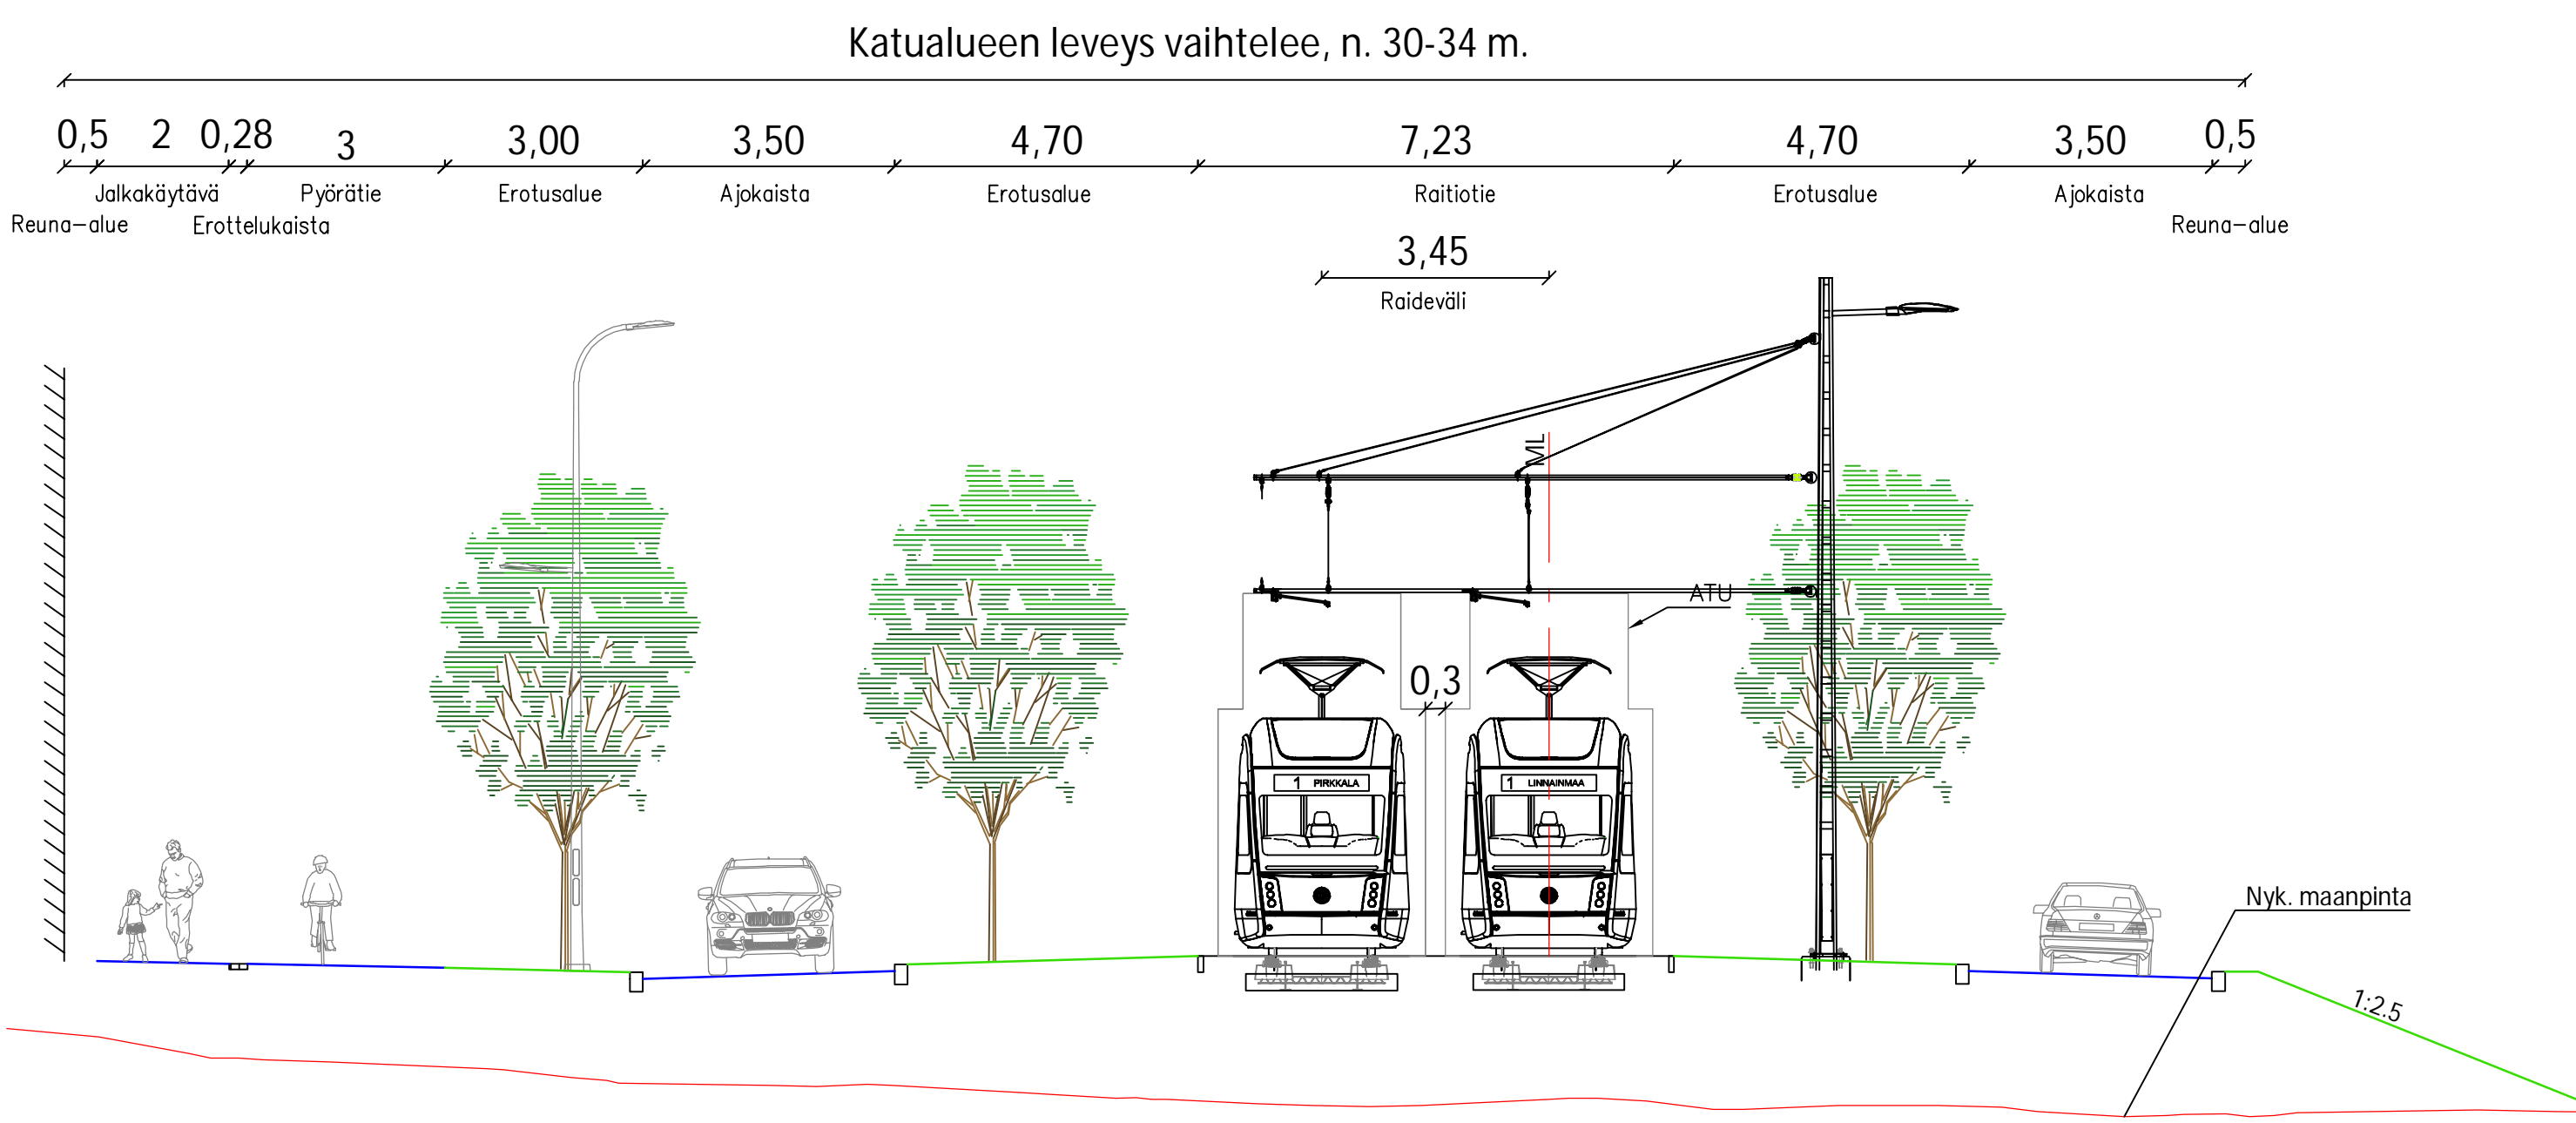 Katualueen leveys vaihtelee, n. 30-34 m.
0,5 2 0,28 3 3,00 3,50 4,70 7,23 4,70 3,50 0,5
Jalkakäytävä Pyörätie Erotusalue Ajokaista Erotusalue Raitiotie Erotusalue Ajokaista
Reuna-alue Erottelukaista Reuna-alue
3,45
Raideväli
ML
ATU
0,3
1 PIRKKALA 1 LINNAINMAA
Nyk. maanpinta
1:2.5